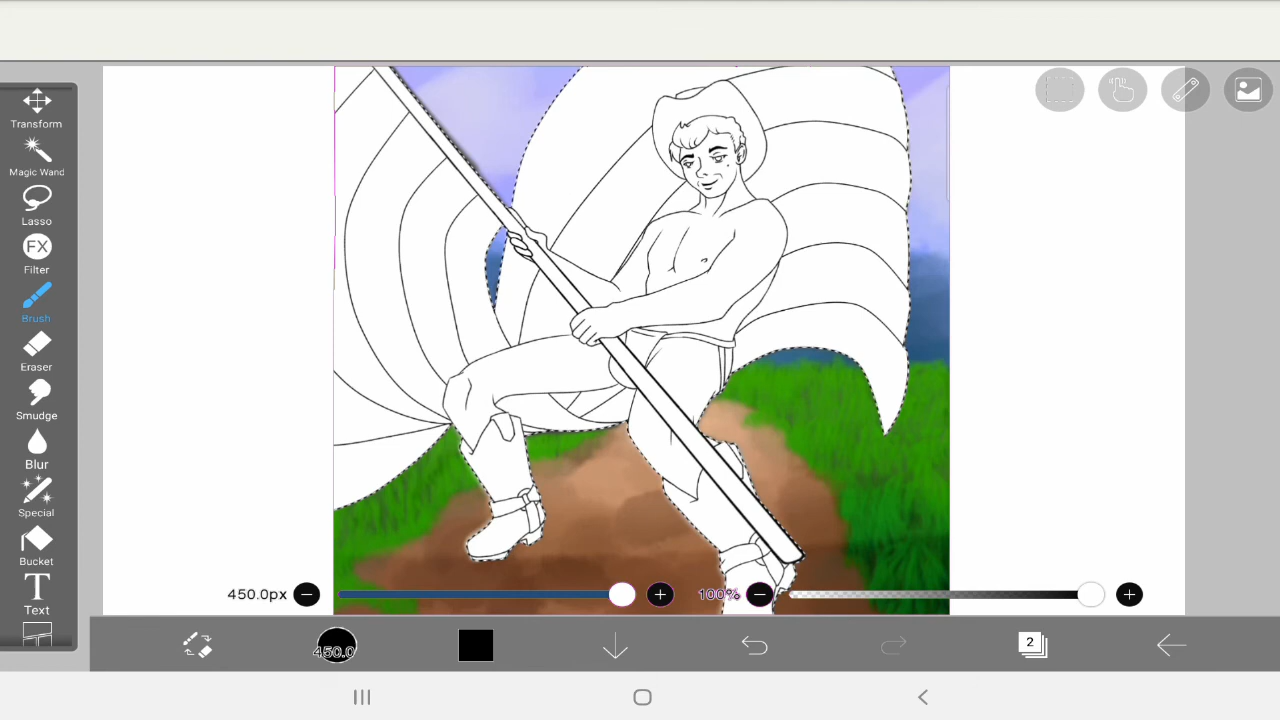 Transform
Magic Wand
Lasso
FX
Filter
Brush
Eraser
Smudge
Blur
Special
Bucket
T
Text
450.0px
100%
450.0
2